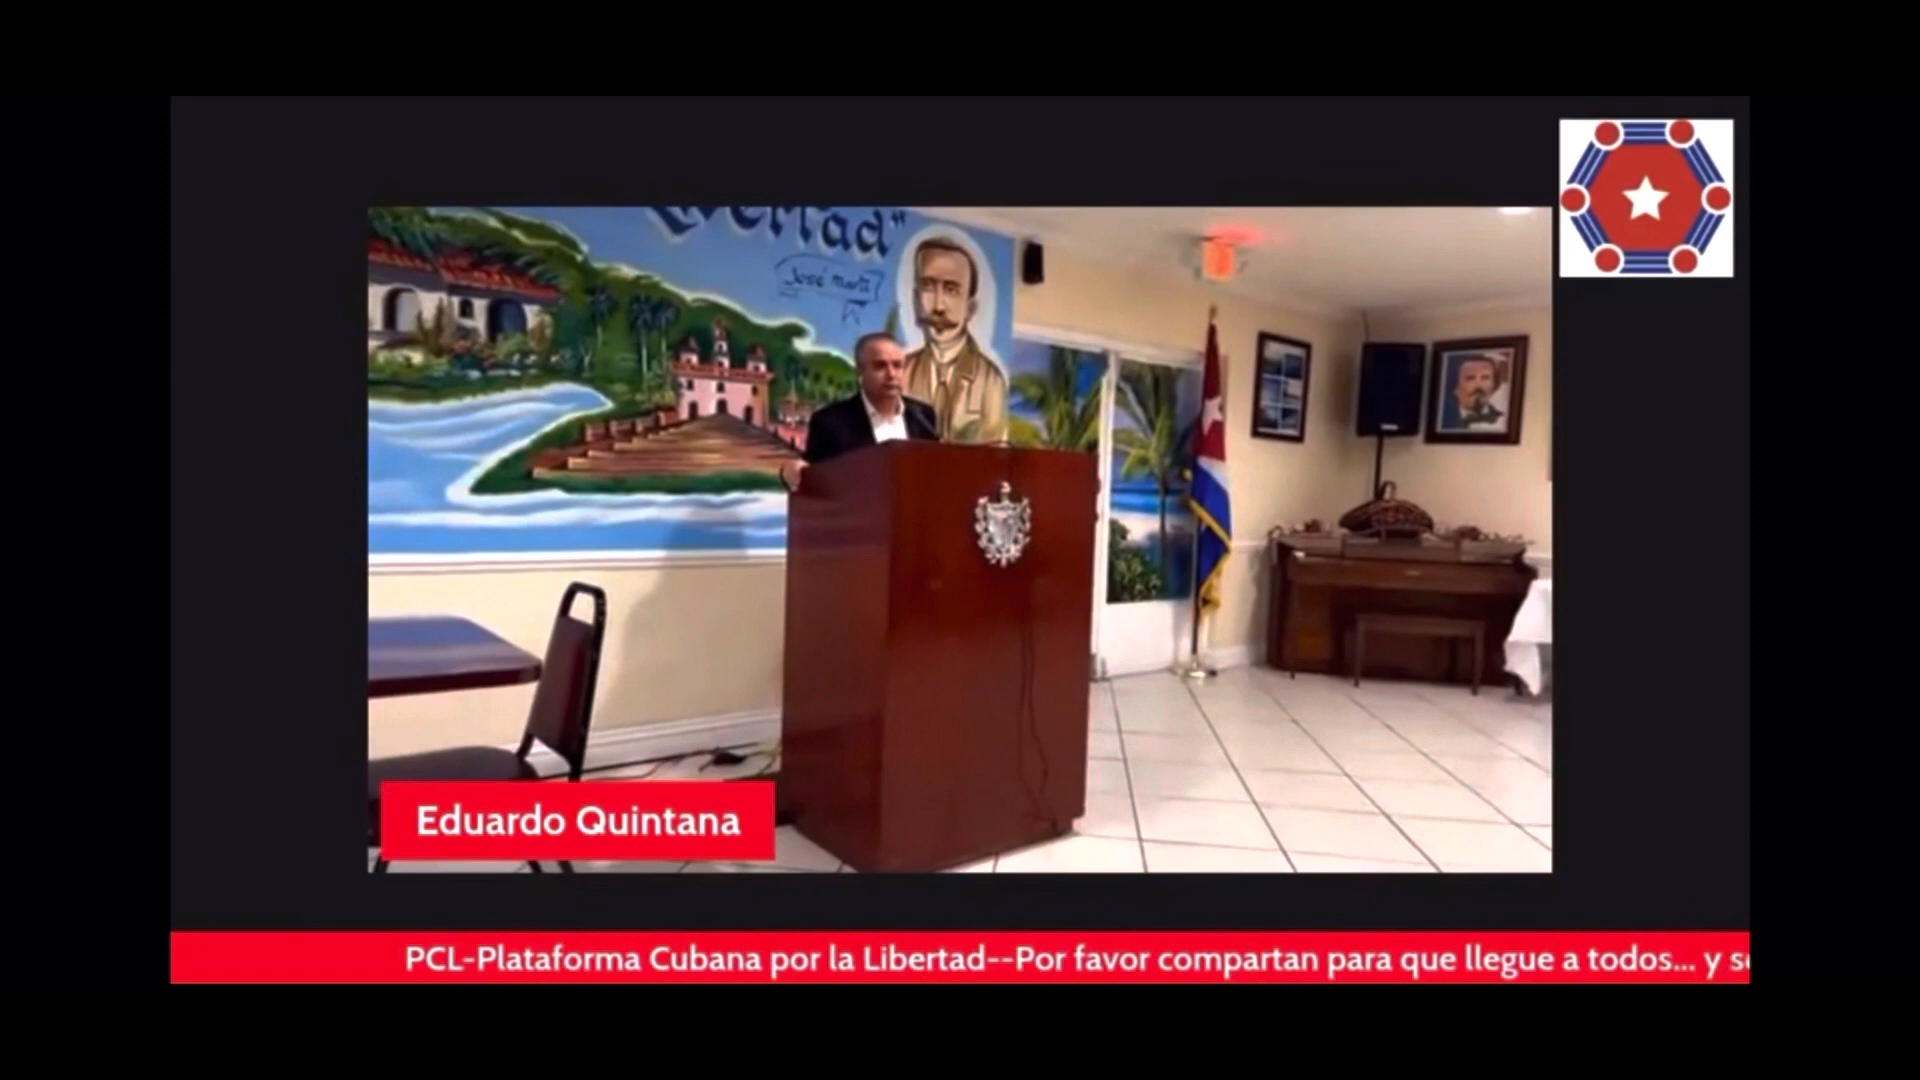 José Martí
Eduardo Quintana
PCL-Plataforma Cubana por la Libertad--Por favor compartan para que llegue a todos... y